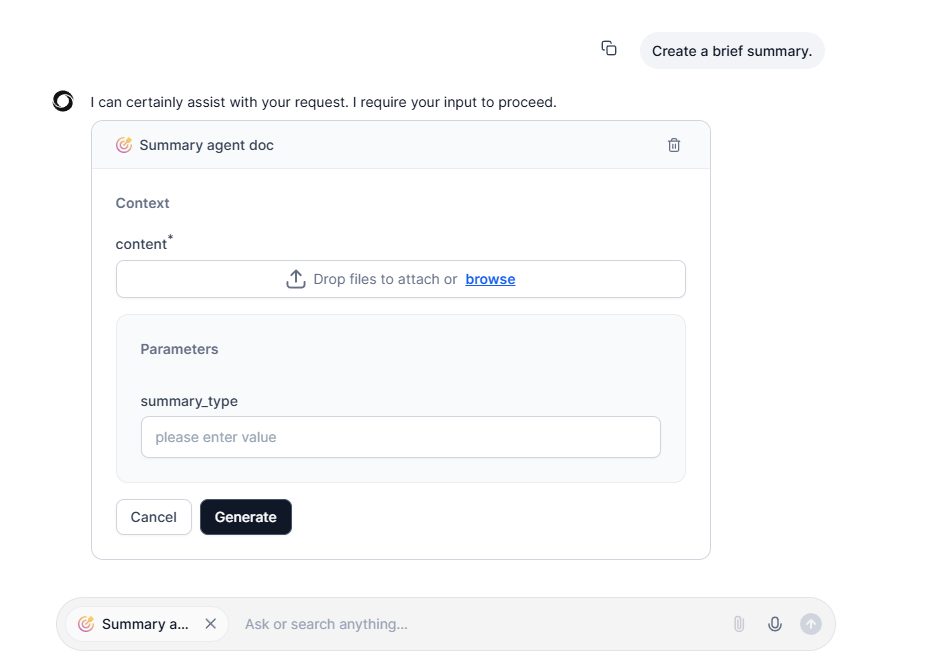 Create a brief summary.
I can certainly assist with your request. I require your input to proceed.
Summary agent doc
Context
content*
Drop files to attach or browse
Parameters
summary_type
please enter value
Cancel Generate
Summary a... Ask or search anything...